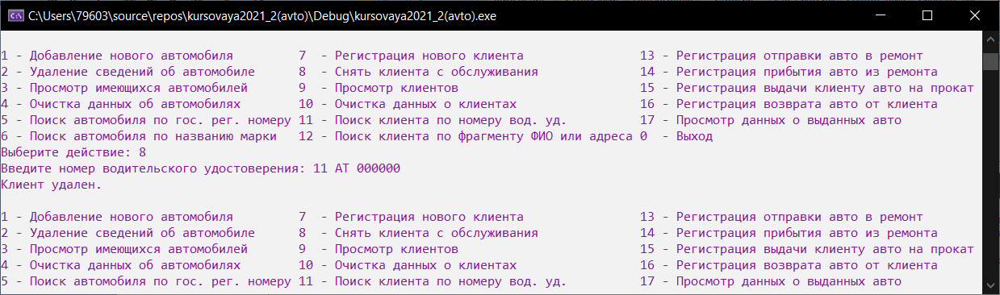 C:\Users\79603\source\repos\kursovaya2021_2(avto)\Debug\kursovaya2021_2(avto).exe
1 - Добавление нового автомобиля 7 - Регистрация нового клиента 13 - Регистрация отправки авто в ремонт
2 - Удаление сведений об автомобиле 8 - Снять клиента с обслуживания 14 - Регистрация прибытия авто из ремонта
3 - Просмотр имеющихся автомобилей 9 - Просмотр клиентов 15 - Регистрация выдачи клиенту авто на прокат
4 - Очистка данных об автомобилях 10 - Очистка данных о клиентах 16 - Регистрация возврата авто от клиента
5 - Поиск автомобиля по гос. рег. номеру 11 - Поиск клиента по номеру вод. уд. 17 - Просмотр данных о выданных авто
6 - Поиск автомобиля по названию марки 12 - Поиск клиента по фрагменту ФИО или адреса 0 - Выход
Выберите действие: 8
Введите номер водительского удостоверения: 11 АТ 000000
Клиент удален.
1 - Добавление нового автомобиля 7 - Регистрация нового клиента 13 - Регистрация отправки авто в ремонт
2 - Удаление сведений об автомобиле 8 - Снять клиента с обслуживания 14 - Регистрация прибытия авто из ремонта
3 - Просмотр имеющихся автомобилей 9 - Просмотр клиентов 15 - Регистрация выдачи клиенту авто на прокат
4 - Очистка данных об автомобилях 10 - Очистка данных о клиентах 16 - Регистрация возврата авто от клиента
5 - Поиск автомобиля по гос. рег. номеру 11 - Поиск клиента по номеру вод. уд. 17 - Просмотр данных о выданных авто